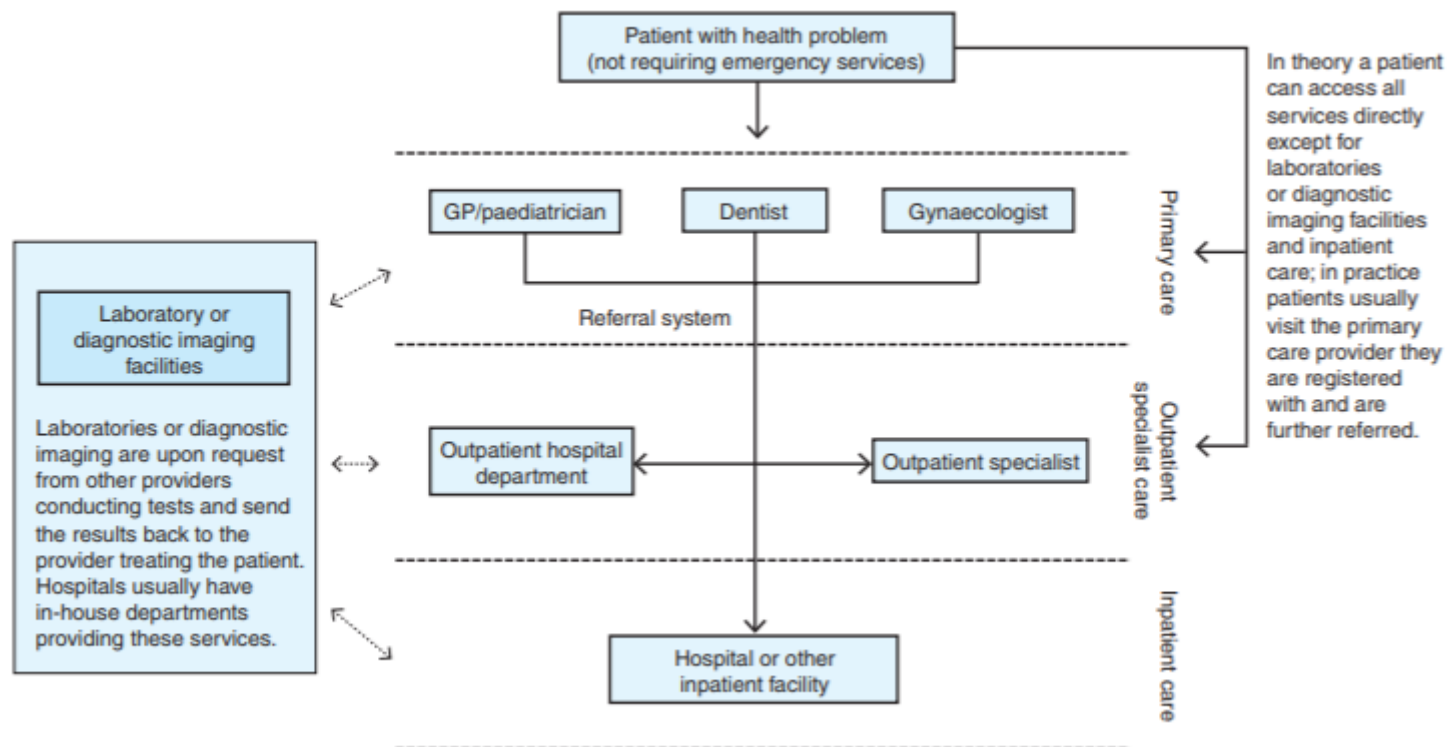 Patient with health problem
(not requiring emergency services)
In theory a patient
can access all
services directly
except for
laboratories
or diagnostic
imaging facilities
and inpatient
care; in practice
patients usually
visit the primary
care provider they
are registered
with and are
further referred.
GP/paediatrician
Dentist
Gynaecologist
Primary care
Referral system
Laboratory or
diagnostic imaging
facilities
Laboratories or diagnostic
imaging are upon request
from other providers
conducting tests and send
the results back to the
provider treating the patient.
Hospitals usually have
in-house departments
providing these services.
Outpatient hospital
department
Outpatient specialist
Outpatient
specialist care
Hospital or other
inpatient facility
Inpatient care